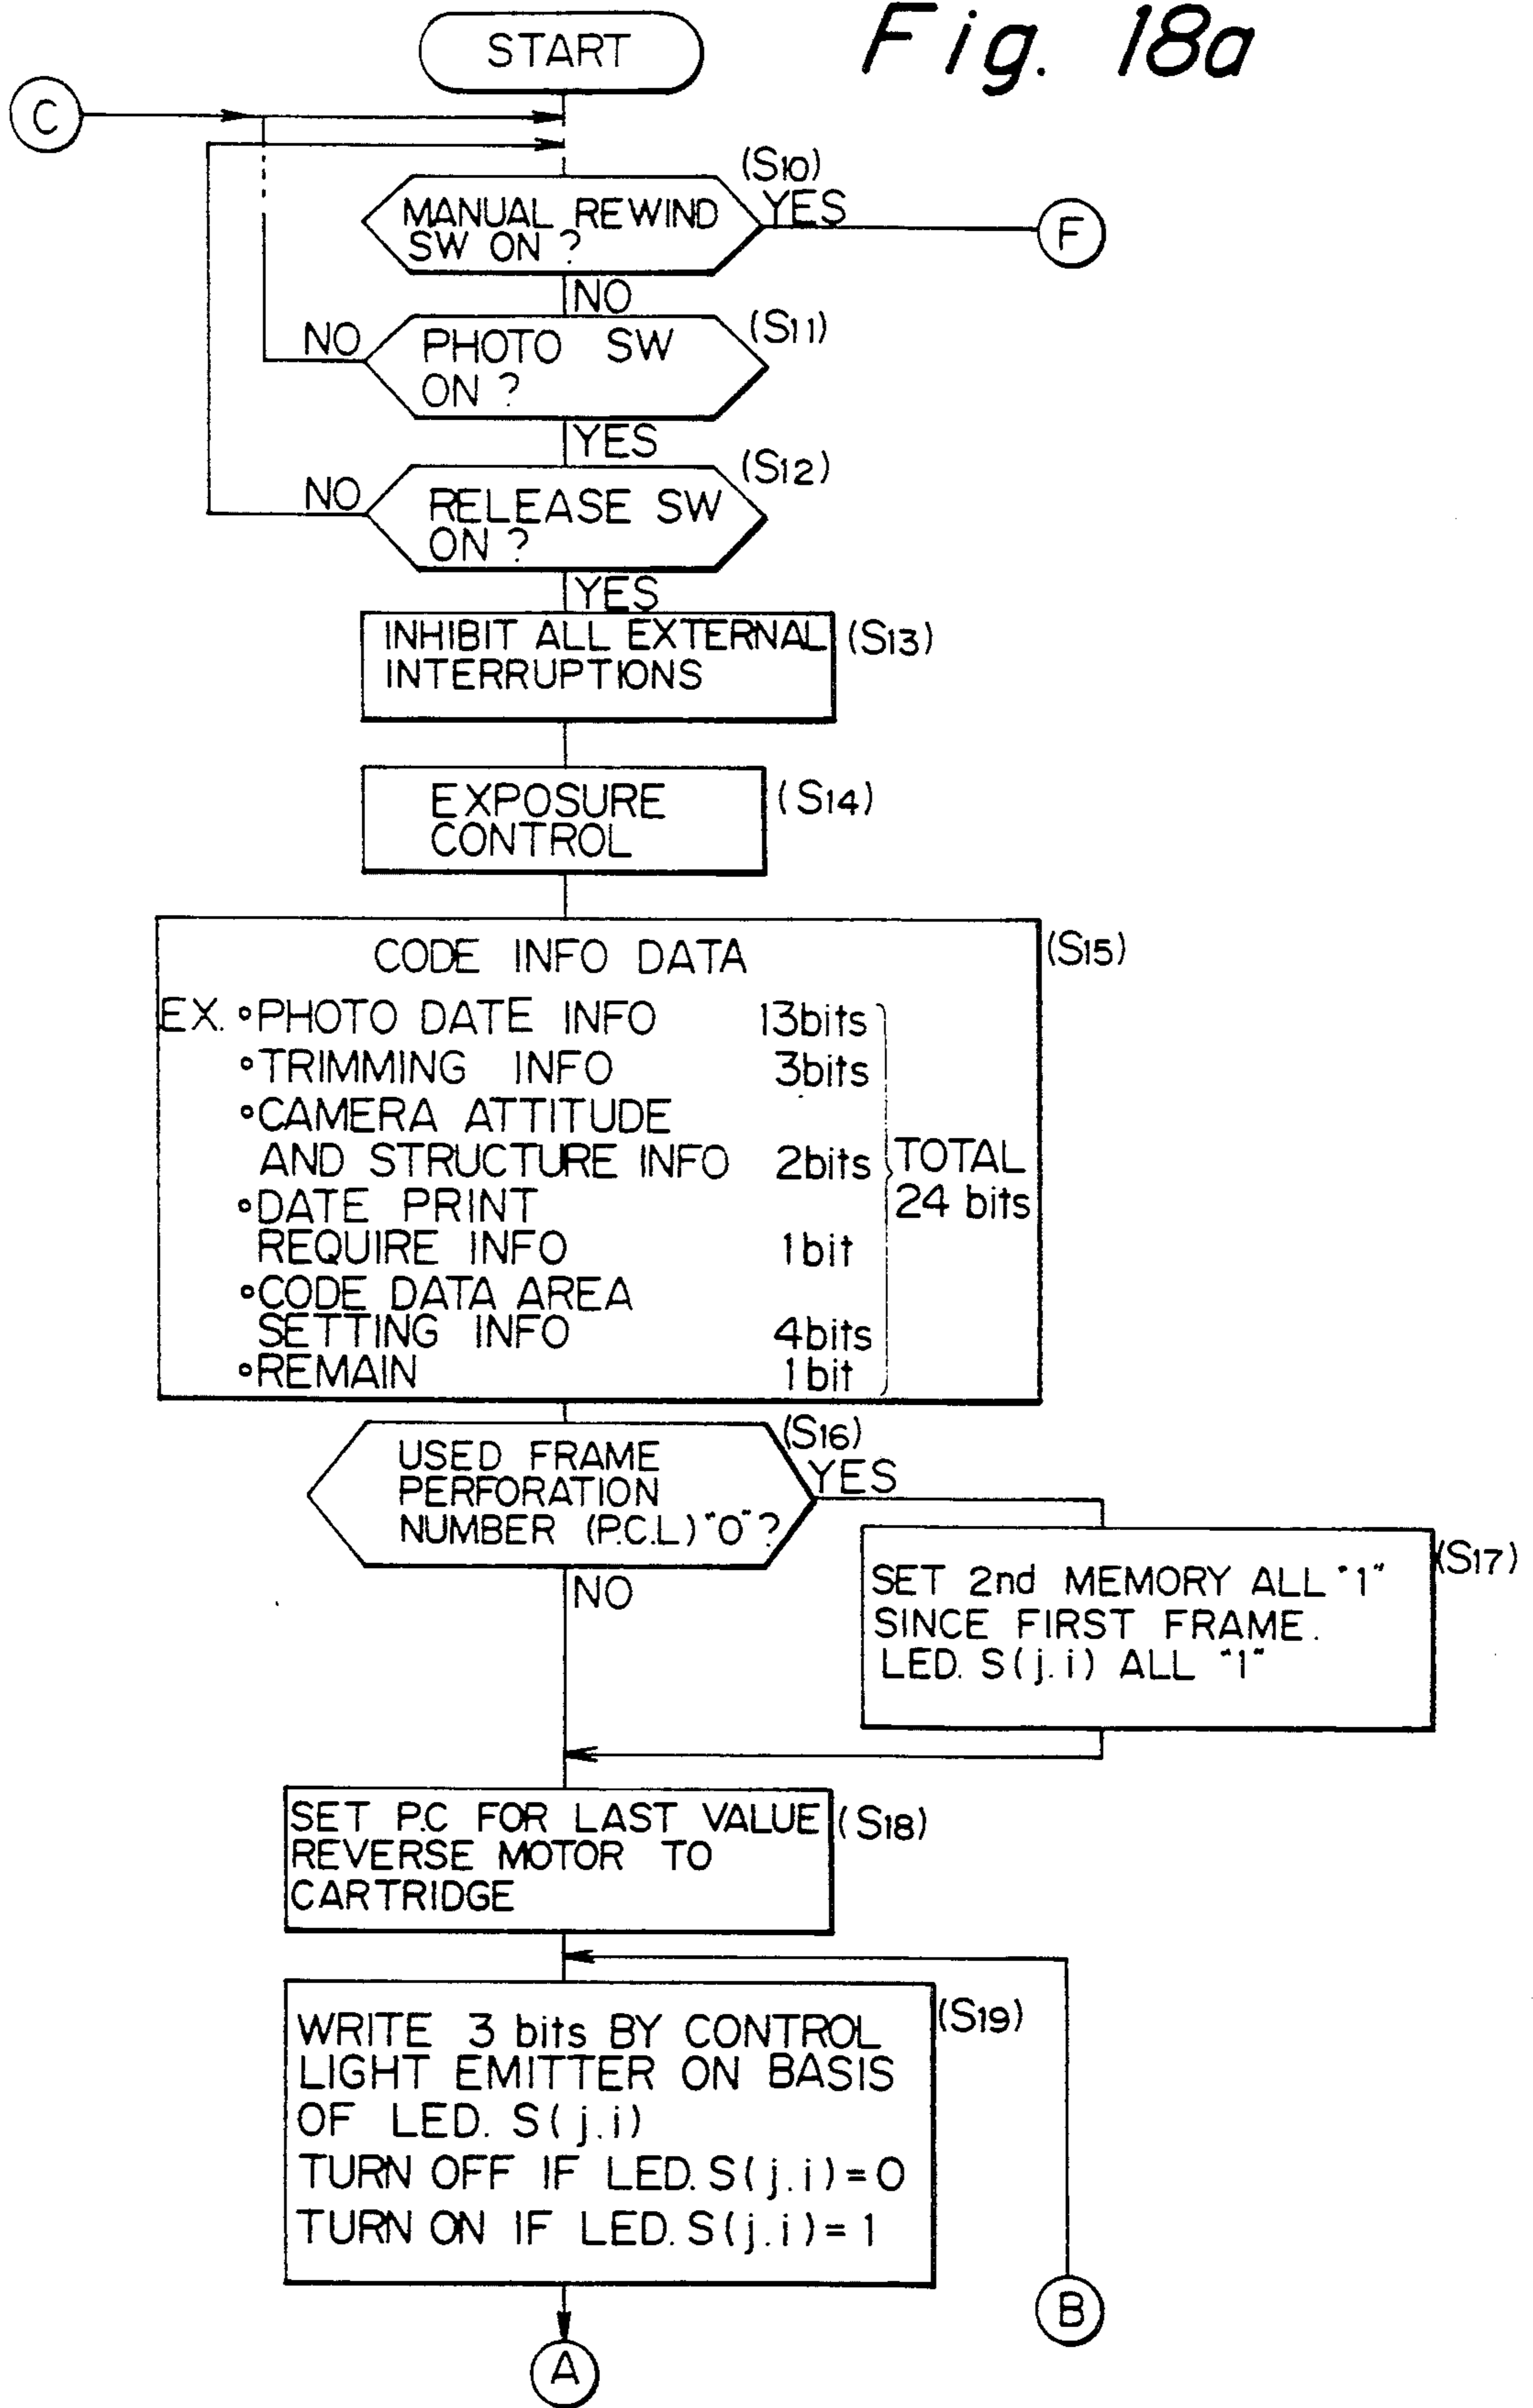 Fig. 18a
START
C
(S10)
MANUAL REWIND
SW ON ?
YES
F
NO
(S11)
NO
PHOTO SW
ON ?
YES
(S12)
NO
RELEASE SW
ON ?
YES
INHIBIT ALL EXTERNAL
INTERRUPTIONS
(S13)
EXPOSURE
CONTROL
(S14)
CODE INFO DATA
(S15)
EX. ∘PHOTO DATE INFO 13bits
∘TRIMMING INFO 3bits
∘CAMERA ATTITUDE
AND STRUCTURE INFO 2bits
∘DATE PRINT
REQUIRE INFO 1bit
∘CODE DATA AREA
SETTING INFO 4bits
∘REMAIN 1bit
TOTAL
24 bits
(S16)
USED FRAME
PERFORATION
NUMBER (P.C.L) "0" ?
YES
NO
SET 2nd MEMORY ALL "1"
SINCE FIRST FRAME.
LED. S(j.i) ALL "1"
(S17)
SET P.C FOR LAST VALUE
REVERSE MOTOR TO
CARTRIDGE
(S18)
WRITE 3 bits BY CONTROL
LIGHT EMITTER ON BASIS
OF LED. S(j.i)
TURN OFF IF LED. S(j.i)=0
TURN ON IF LED. S(j.i)=1
(S19)
B
A